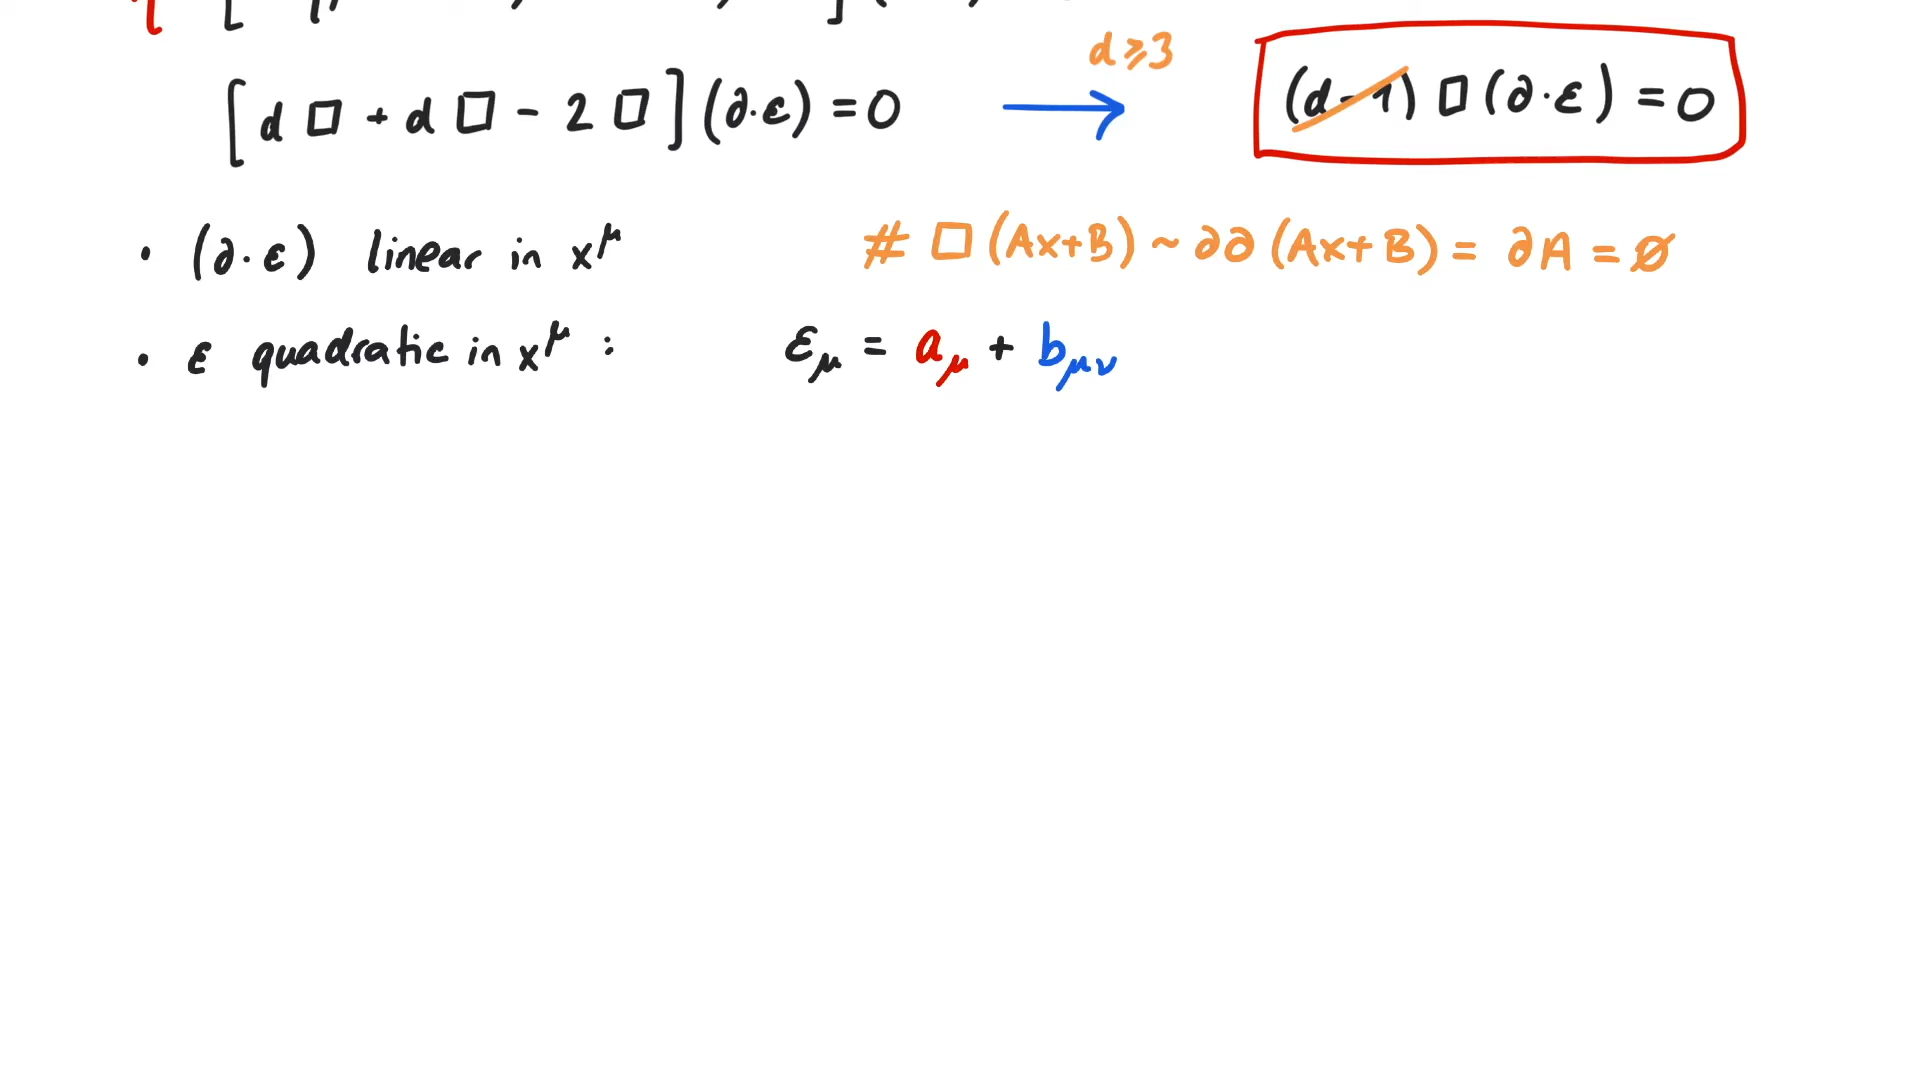 d ⩾ 3
[d □ + d □ - 2 □](∂·ε) = 0 ⟶ (d-1) □ (∂·ε) = 0
• (∂·ε) linear in x^μ # □ (Ax+B) ~ ∂∂ (Ax+B) = ∂A = ∅
• ε quadratic in x^μ : ε_μ = a_μ + b_μν